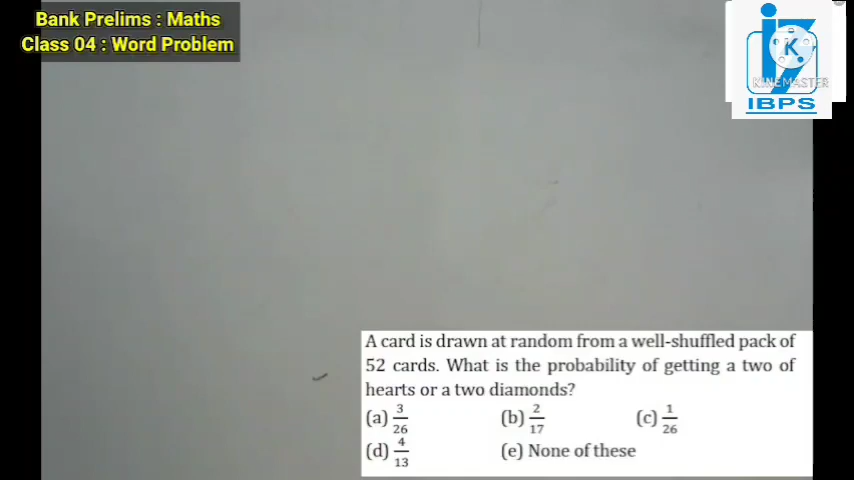 Bank Prelims : Maths
Class 04 : Word Problem
K
KINEMASTER
IBPS
A card is drawn at random from a well-shuffled pack of
52 cards. What is the probability of getting a two of
hearts or a two diamonds?
(a) 3/26 (b) 2/17 (c) 1/26
(d) 4/13 (e) None of these